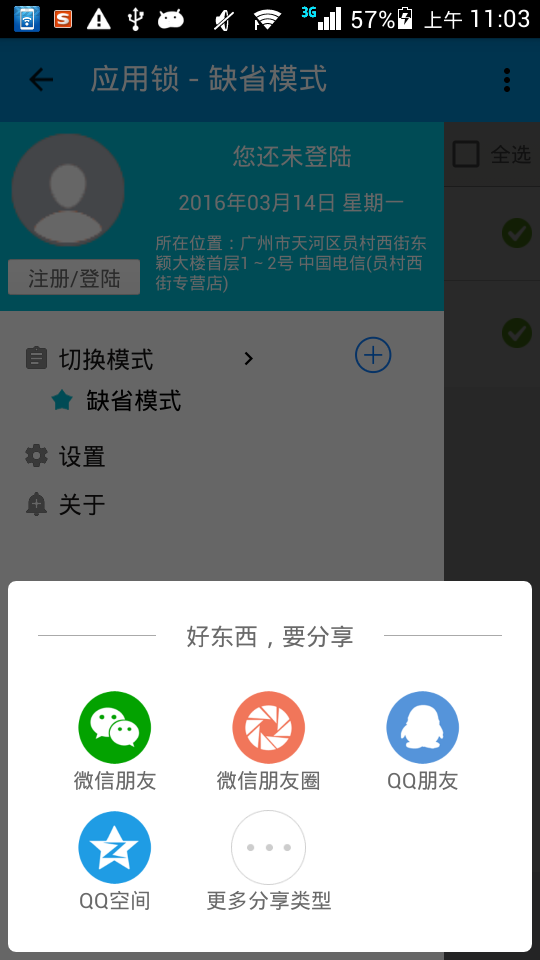 3G 57% 上午 11:03
应用锁 - 缺省模式
全选
您还未登陆
2016年03月14日 星期一
所在位置：广州市天河区员村西街东
颖大楼首层1～2号 中国电信(员村西
街专营店)
注册/登陆
切换模式
缺省模式
设置
关于
好东西，要分享
微信朋友 微信朋友圈 QQ朋友
QQ空间 更多分享类型